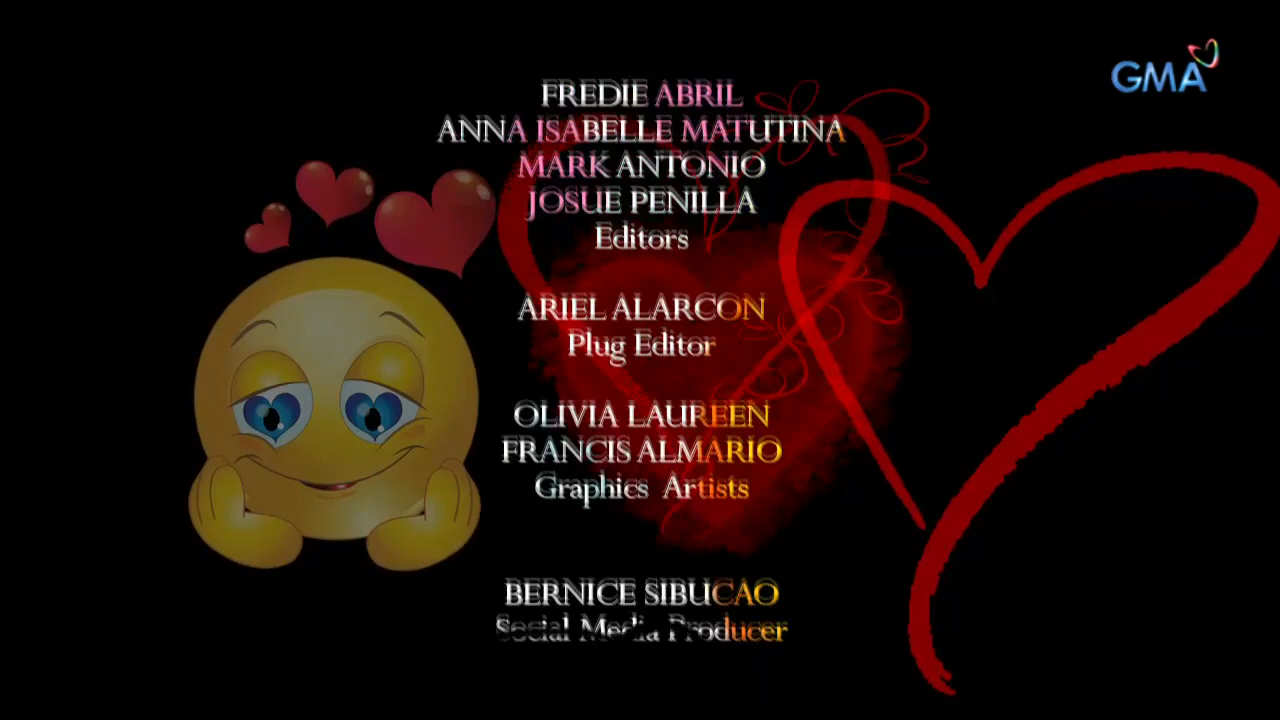 GMA
FREDIE ABRIL
ANNA ISABELLE MATUTINA
MARK ANTONIO
JOSUE PENILLA
Editors
ARIEL ALARCON
Plug Editor
OLIVIA LAUREEN
FRANCIS ALMARIO
Graphics Artists
BERNICE SIBUCAO
Social Media Producer